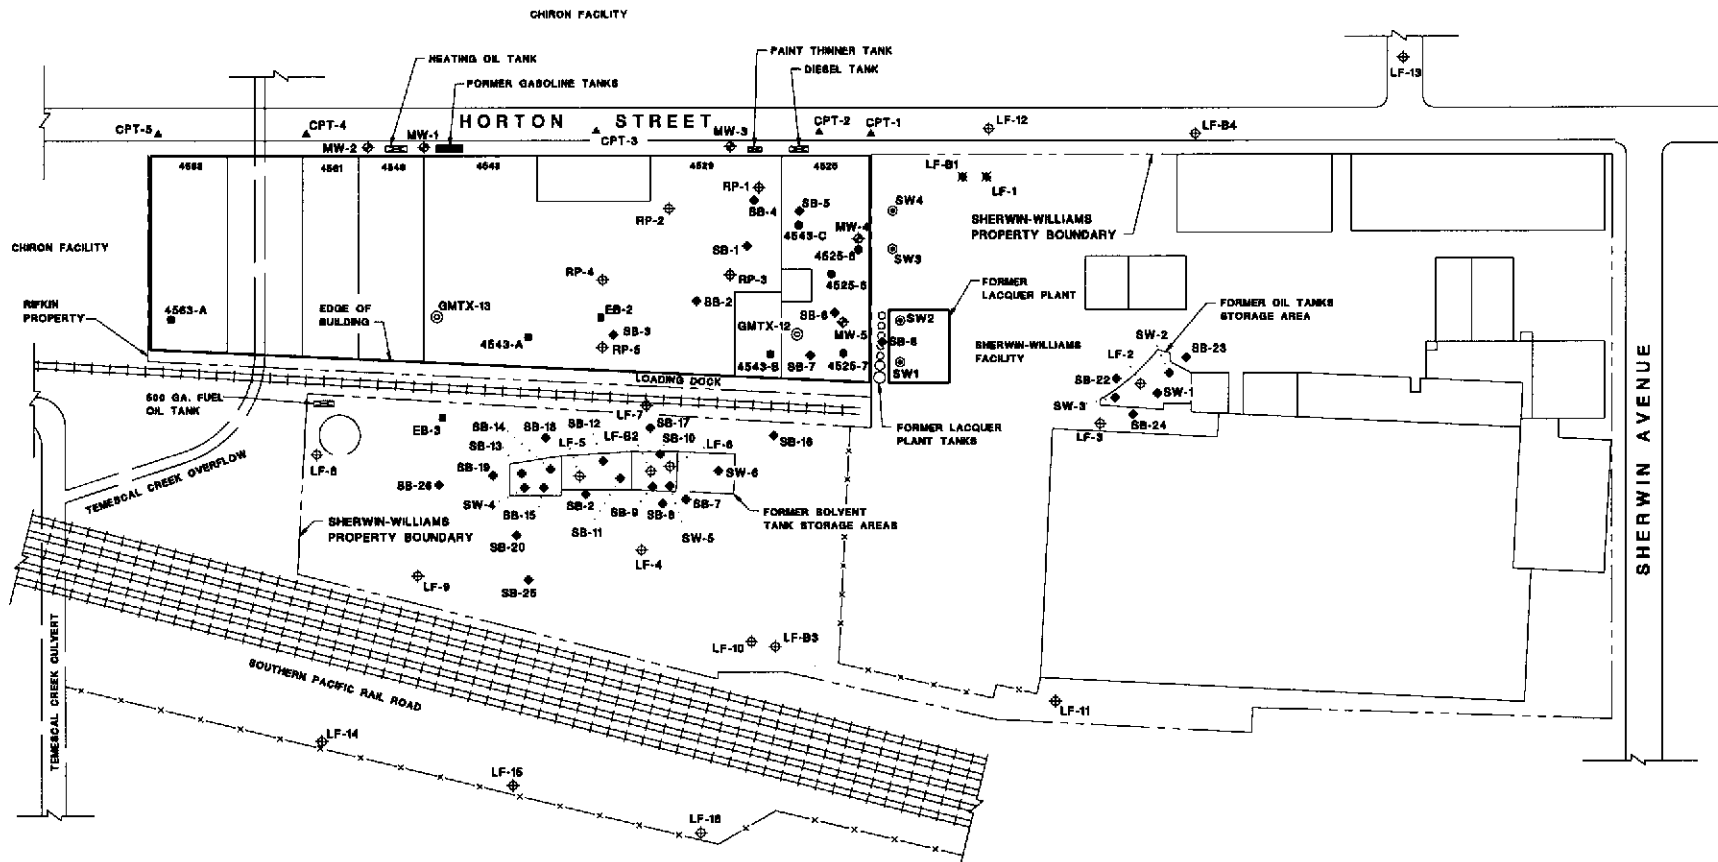 CHIRON FACILITY
HEATING OIL TANK
PAINT THINNER TANK
DIESEL TANK
FORMER GASOLINE TANKS
LF-13
HORTON STREET
CPT-5
CPT-4
MW-1
MW-2
CPT-3
MW-3
CPT-2
CPT-1
LF-12
LF-B4
4561
4529
4525
LF-B1
LF-1
RP-1
SB-4
RP-2
SB-5
4543-C
SW4
MW-4
SHERWIN-WILLIAMS
PROPERTY BOUNDARY
CHIRON FACILITY
SB-1
SW3
RP-4
RP-3
4525-6
FORMER
LACQUER PLANT
RIFKIN
PROPERTY
4563-A
EDGE OF
BUILDING
GMTX-13
EB-2
SB-2
SB-3
RP-5
4543-A
SB-6
GMTX-12
MW-5
4543-B
SB-7
4525-7
SW2
SB-8
SW1
SHERWIN-WILLIAMS
FACILITY
FORMER OIL TANKS
STORAGE AREA
SW-2
LF-2
SB-23
SB-22
SW-1
SW-3
SB-24
LF-3
LOADING DOCK
500 GA. FUEL
OIL TANK
FORMER LACQUER
PLANT TANKS
EB-3
LF-7
SB-14
SB-18
SB-12
SB-17
SB-13
LF-5
LF-B2
SB-10
LF-6
SB-16
LF-8
SB-19
SB-26
SW-4
SB-15
SB-2
SB-11
SB-9
SB-8
SB-7
SW-5
SW-6
FORMER SOLVENT
TANK STORAGE AREAS
TEMESCAL CREEK OVERFLOW
SHERWIN-WILLIAMS
PROPERTY BOUNDARY
SB-20
LF-4
LF-9
SB-25
LF-10
LF-B3
LF-11
SHERWIN AVENUE
TEMESCAL CREEK CULVERT
SOUTHERN PACIFIC RAIL ROAD
LF-14
LF-15
LF-16